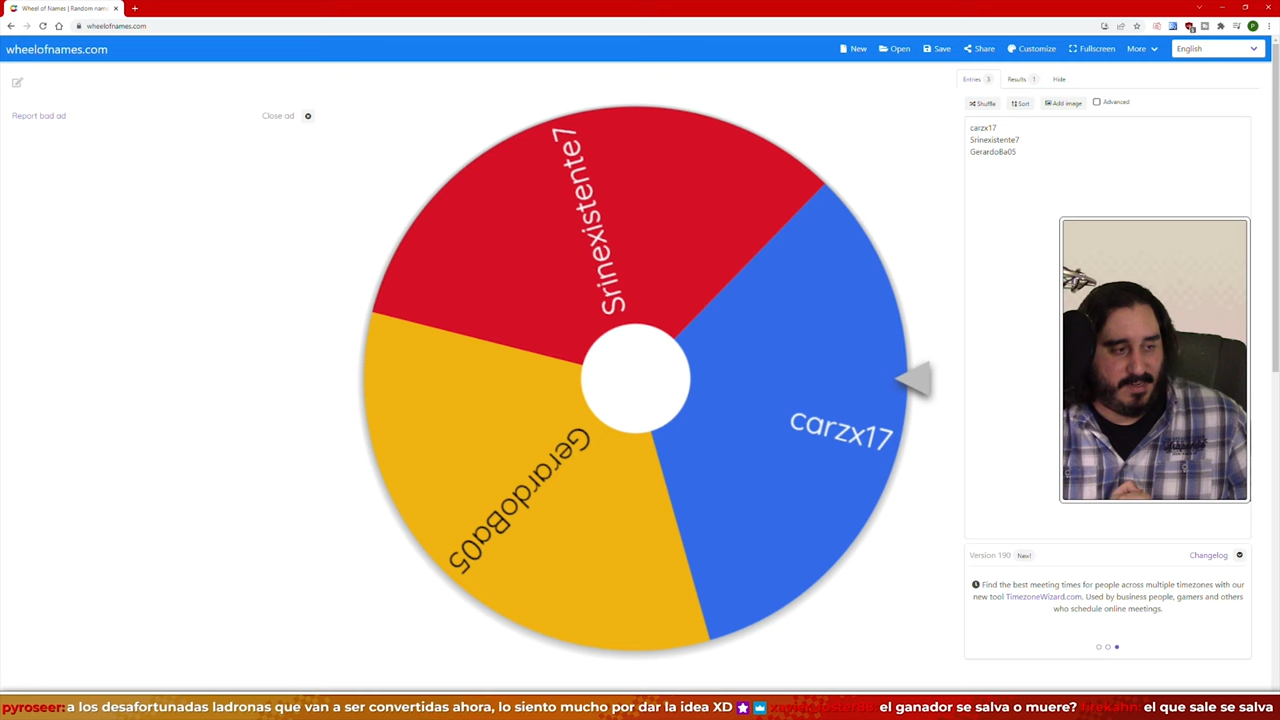 Wheel of Names | Random name
wheelofnames.com
wheelofnames.com
New
Open
Save
Share
Customize
Fullscreen
More
English
Report bad ad
Close ad
Entries 3
Results 1
Hide
Shuffle
Sort
Add image
Advanced
carzx17
Srinexistente7
GerardoBa05
Srinexistente7
carzx17
GerardoBa05
Version 190 New!
Changelog
Find the best meeting times for people across multiple timezones with our
new tool TimezoneWizard.com. Used by business people, gamers and others
who schedule online meetings.
pyroseer: a los desafortunadas ladronas que van a ser convertidas ahora, lo siento mucho por dar la idea XD el ganador se salva o muere? firekahn: el que sale se salva